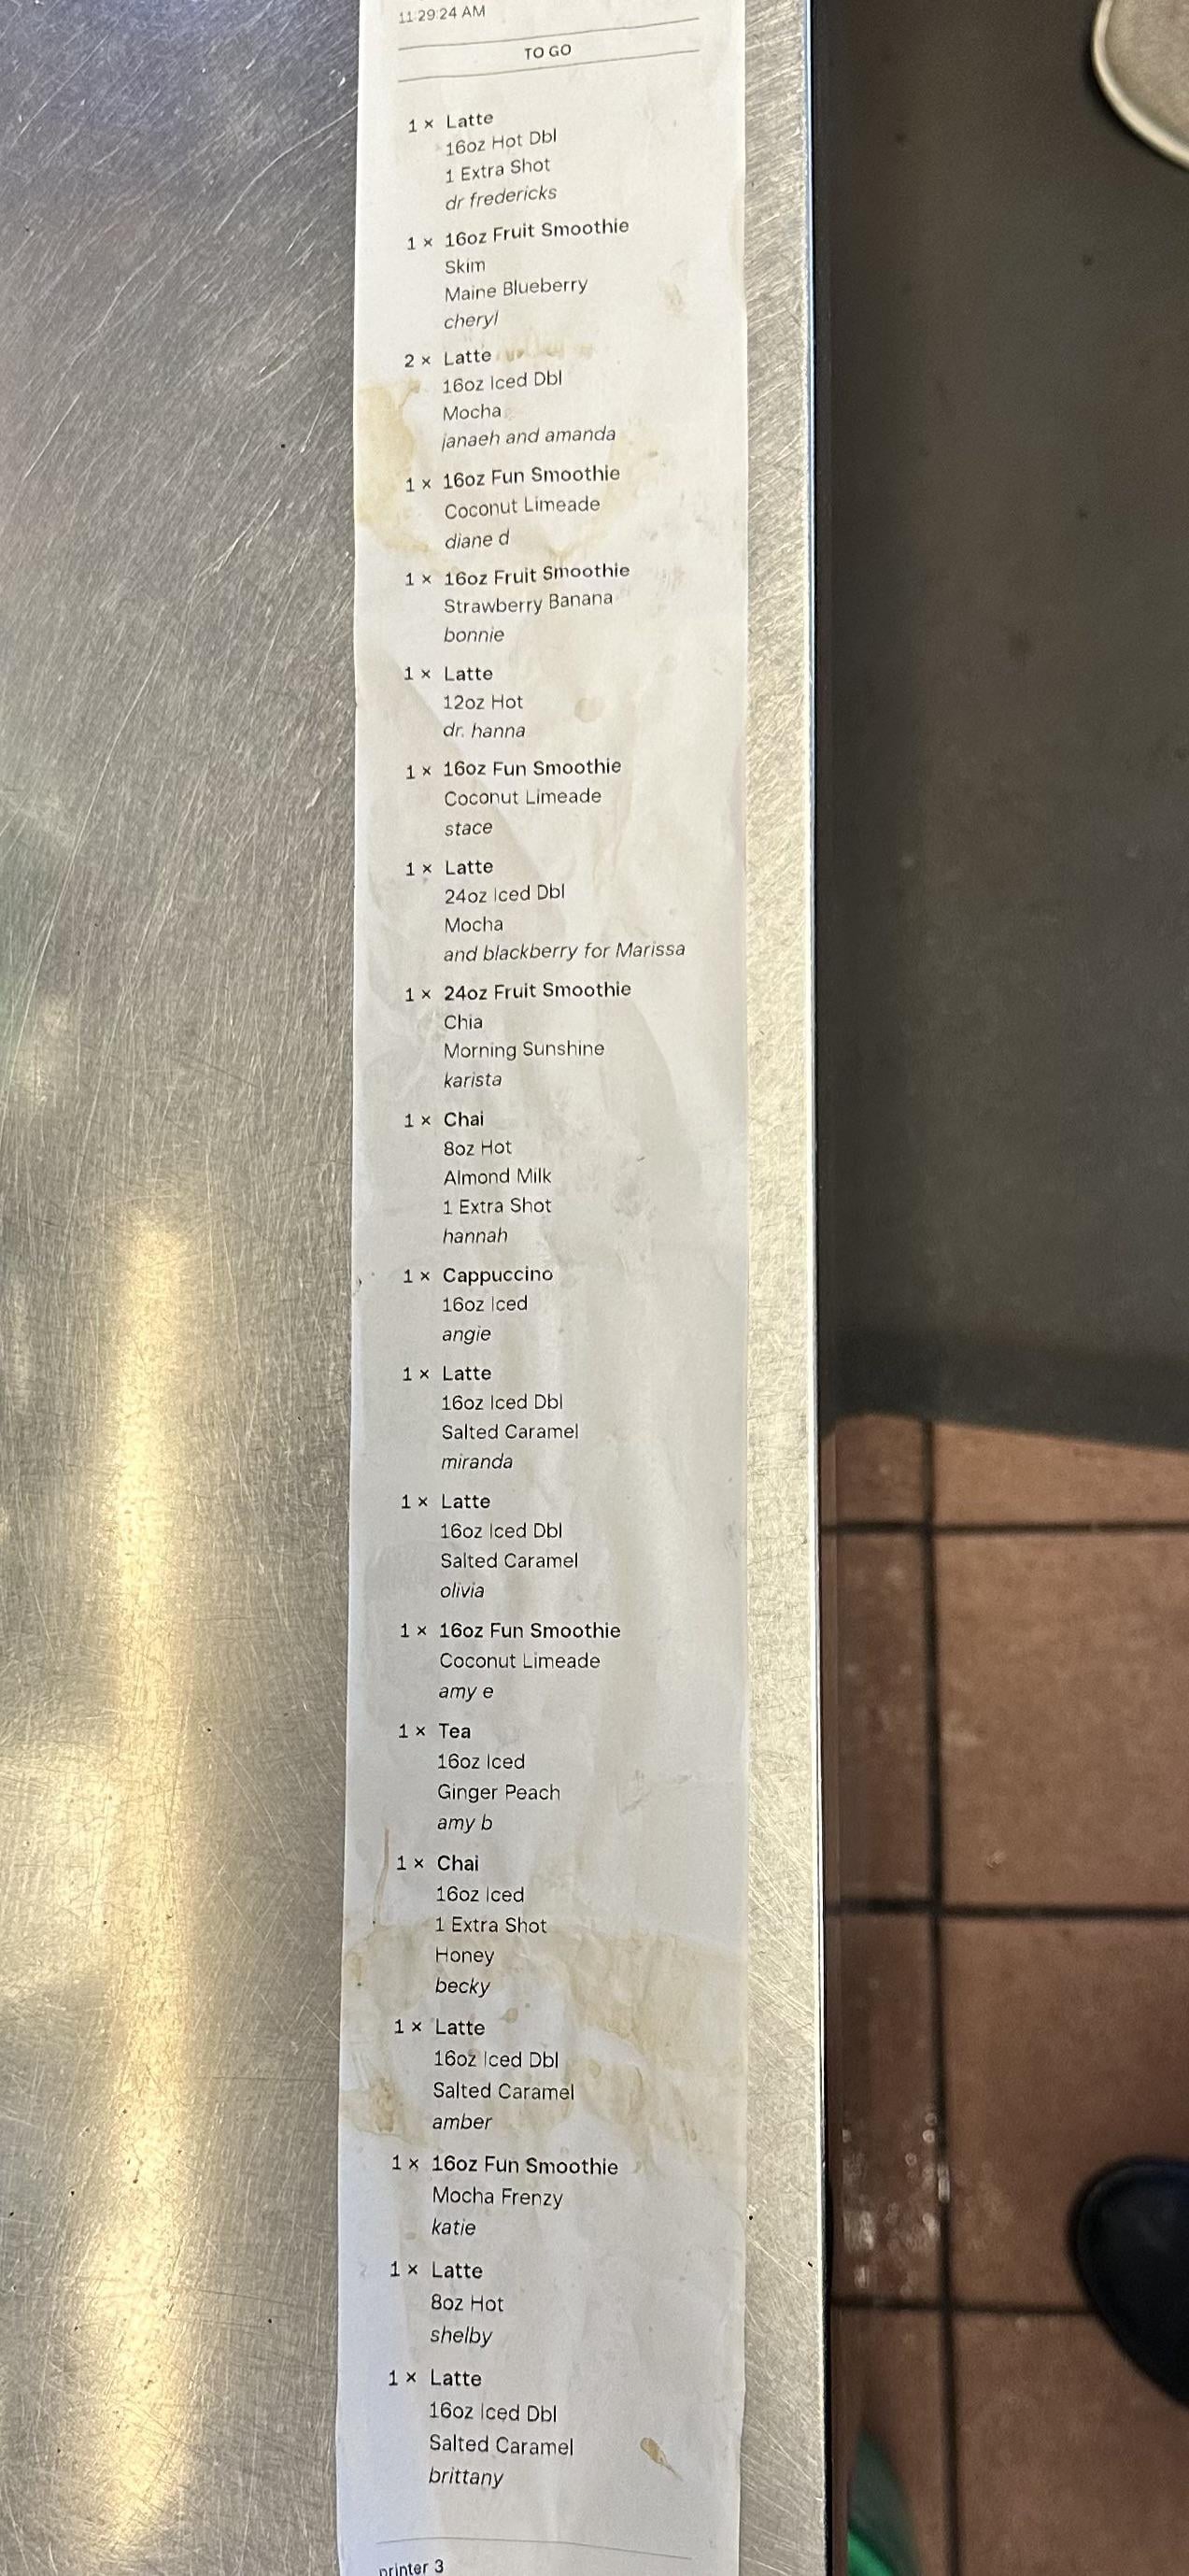 11:29:24 AM
TO GO
1 × Latte
16oz Hot Dbl
1 Extra Shot
dr fredericks
1 × 16oz Fruit Smoothie
Skim
Maine Blueberry
cheryl
2 × Latte
16oz Iced Dbl
Mocha
janaeh and amanda
1 × 16oz Fun Smoothie
Coconut Limeade
diane d
1 × 16oz Fruit Smoothie
Strawberry Banana
bonnie
1 × Latte
12oz Hot
dr. hanna
1 × 16oz Fun Smoothie
Coconut Limeade
stace
1 × Latte
24oz Iced Dbl
Mocha
and blackberry for Marissa
1 × 24oz Fruit Smoothie
Chia
Morning Sunshine
karista
1 × Chai
8oz Hot
Almond Milk
1 Extra Shot
hannah
1 × Cappuccino
16oz Iced
angie
1 × Latte
16oz Iced Dbl
Salted Caramel
miranda
1 × Latte
16oz Iced Dbl
Salted Caramel
olivia
1 × 16oz Fun Smoothie
Coconut Limeade
amy e
1 × Tea
16oz Iced
Ginger Peach
amy b
1 × Chai
16oz Iced
1 Extra Shot
Honey
becky
1 × Latte
16oz Iced Dbl
Salted Caramel
amber
1 × 16oz Fun Smoothie
Mocha Frenzy
katie
1 × Latte
8oz Hot
shelby
1 × Latte
16oz Iced Dbl
Salted Caramel
brittany
printer 3